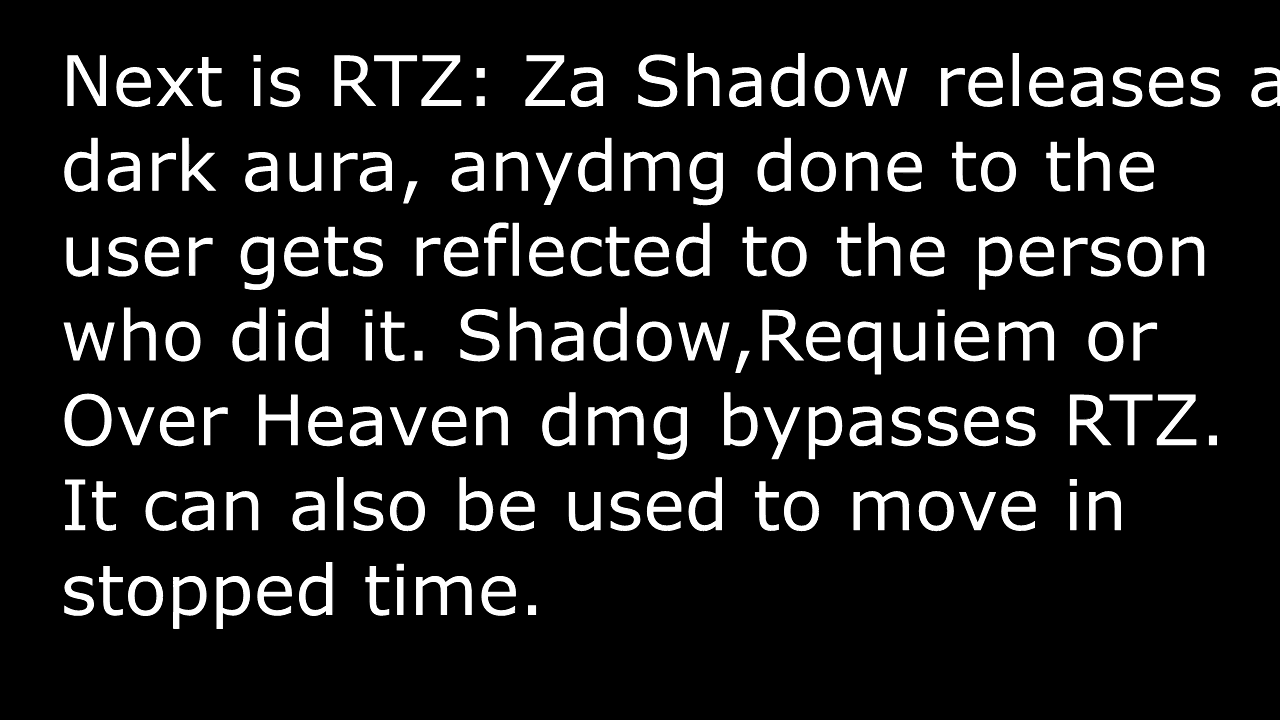 Next is RTZ: Za Shadow releases a
dark aura, anydmg done to the
user gets reflected to the person
who did it. Shadow,Requiem or
Over Heaven dmg bypasses RTZ.
It can also be used to move in
stopped time.